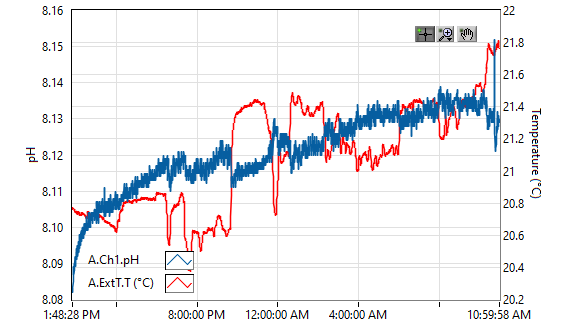 8.16
8.15
8.14
8.13
8.12
8.11
8.10
8.09
8.08
pH
22
21.8
21.6
21.4
21.2
21
20.8
20.6
20.4
20.2
Temperature (°C)
A.Ch1.pH
A.ExtT.T (°C)
1:48:28 PM
8:00:00 PM
12:00:00 AM
4:00:00 AM
10:59:58 AM